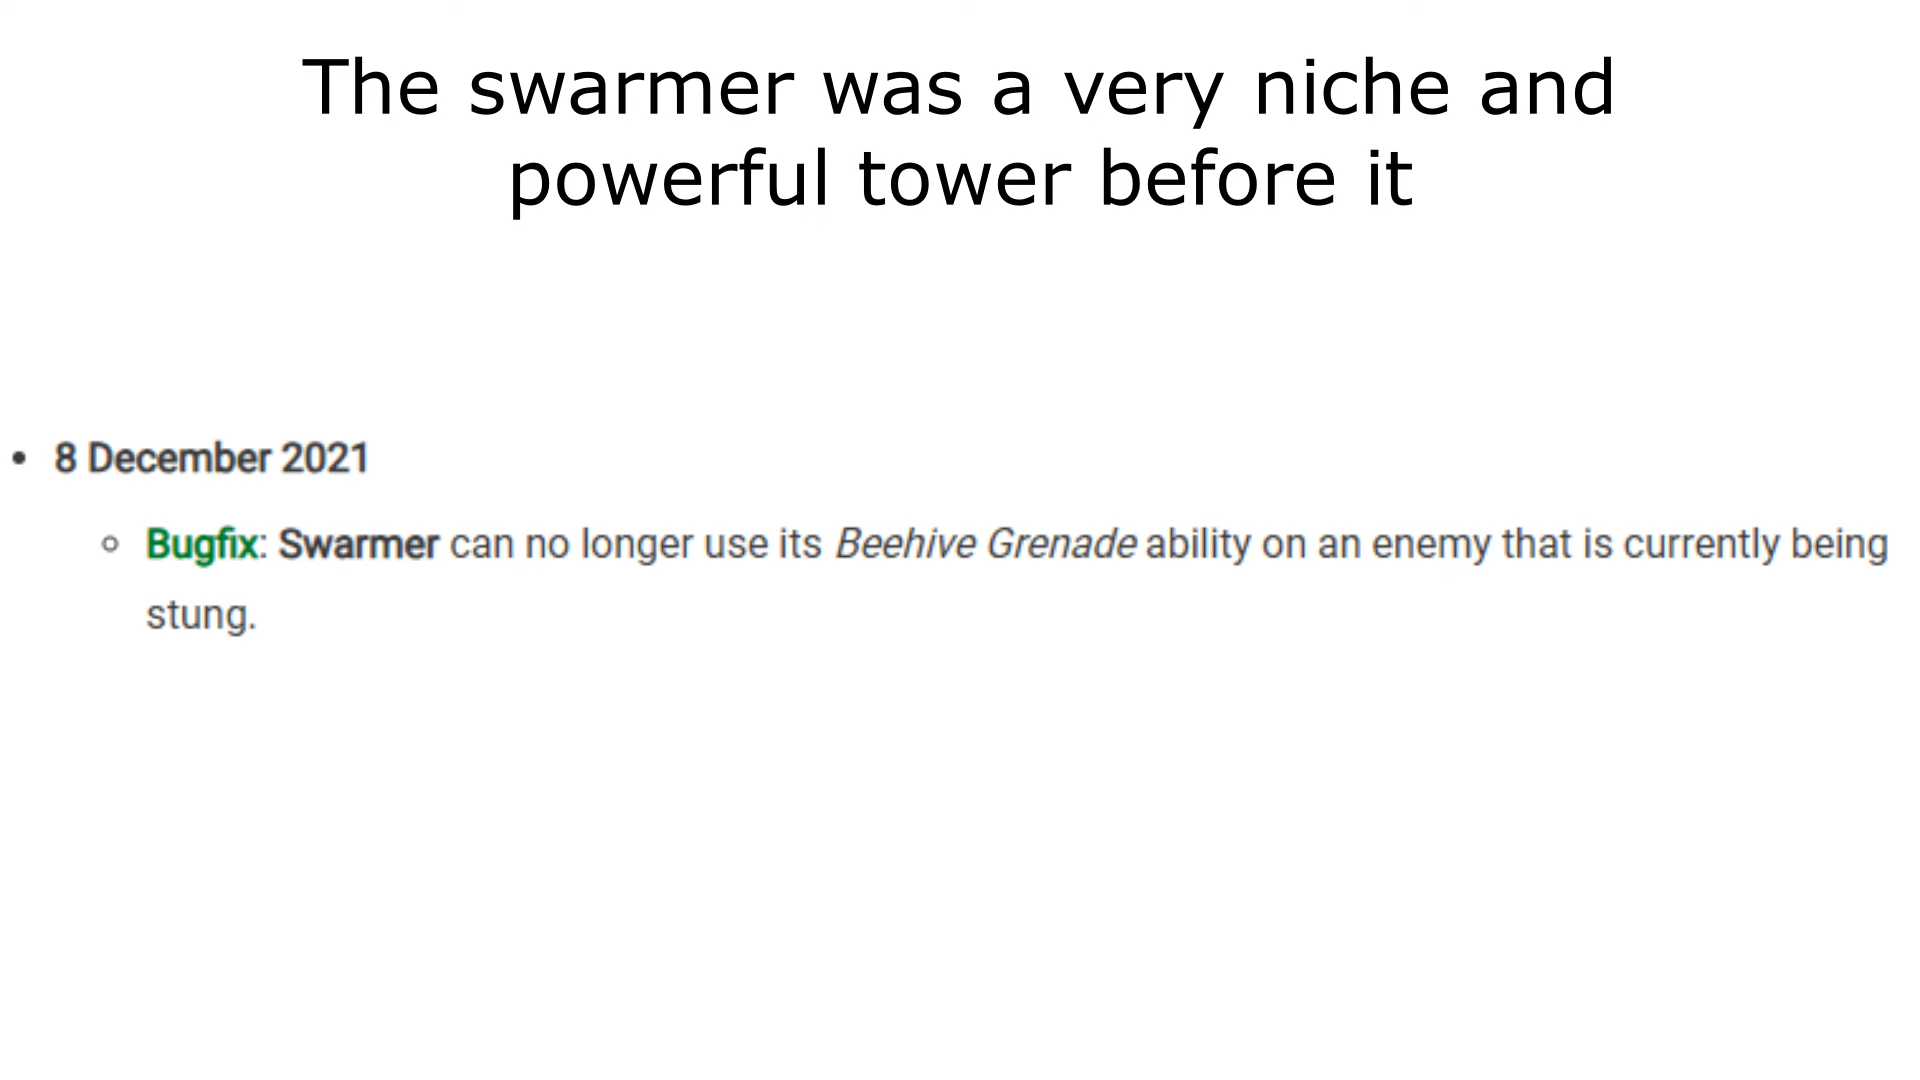 The swarmer was a very niche and
powerful tower before it
• 8 December 2021
○ Bugfix: Swarmer can no longer use its Beehive Grenade ability on an enemy that is currently being
stung.